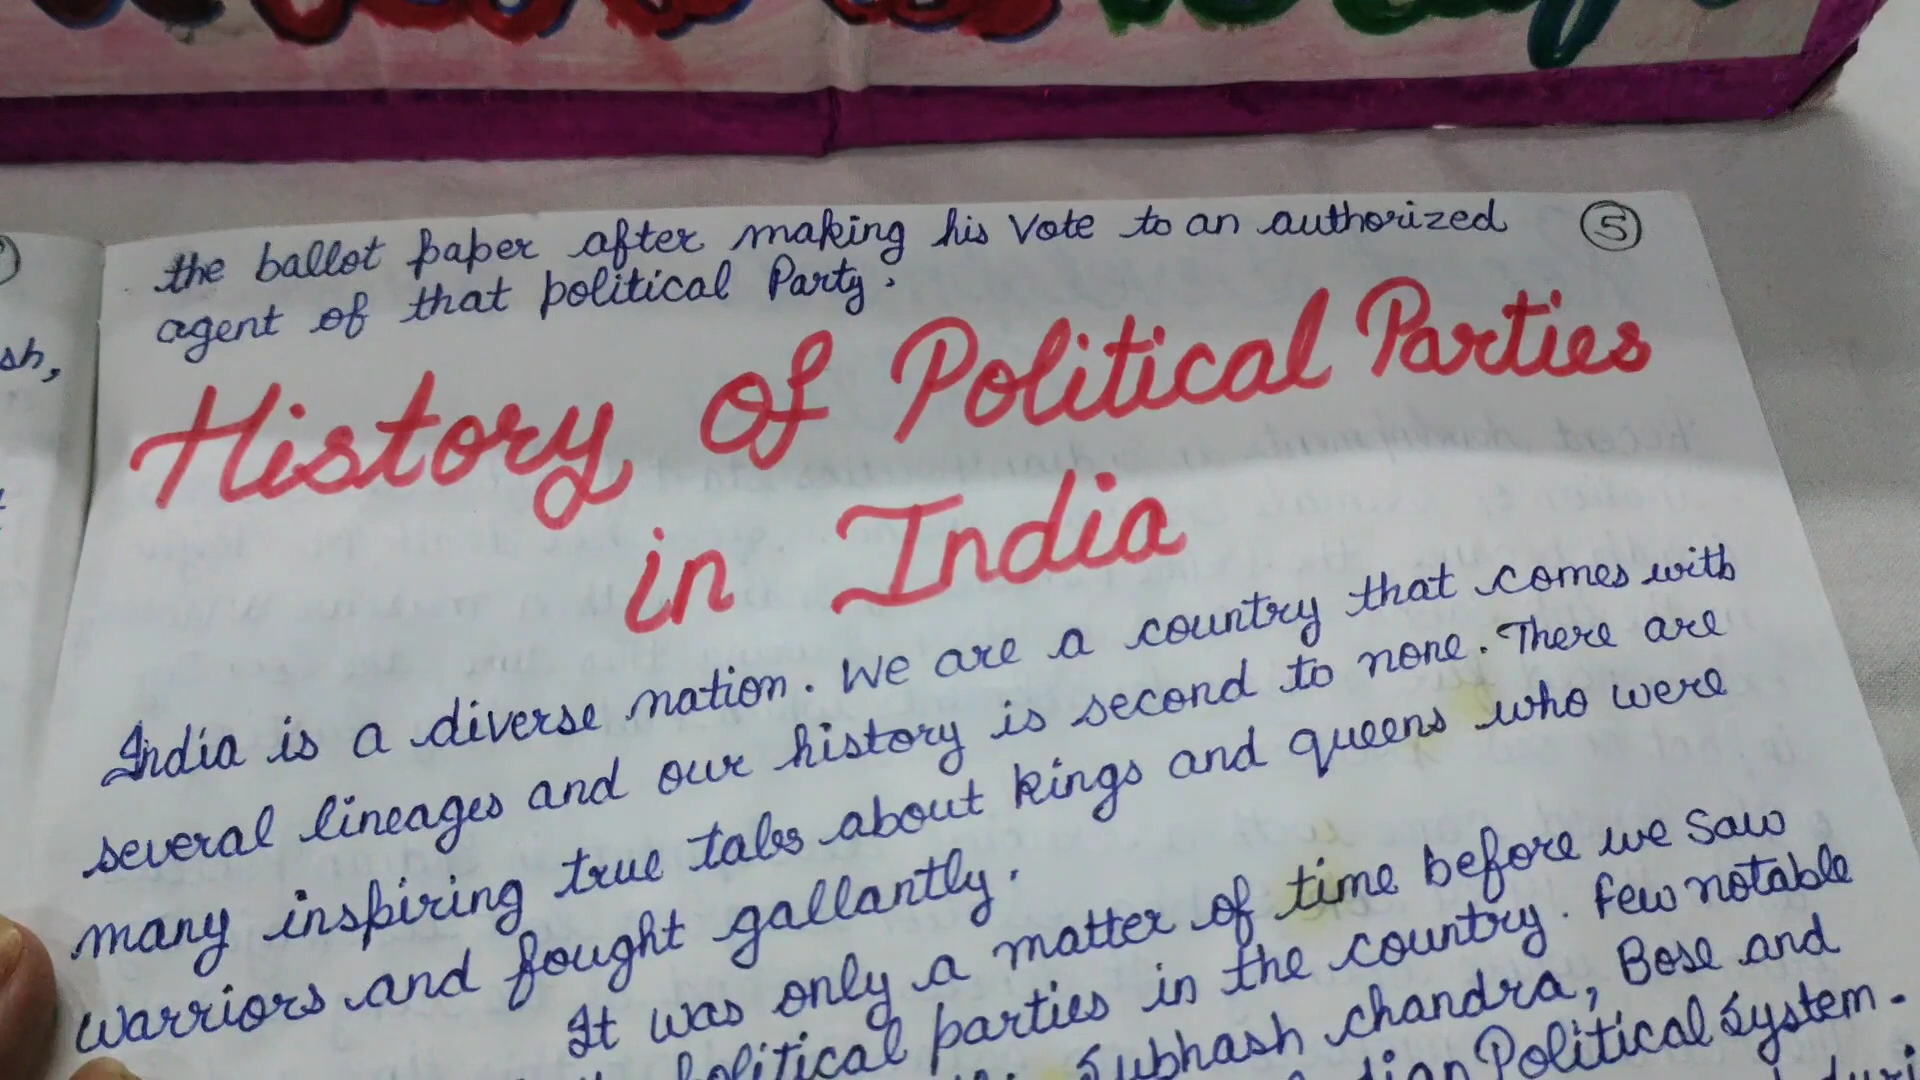 the ballot paper after making his Vote to an authorized
5
agent of that political Party.
History of Political Parties
in India
India is a diverse nation. We are a country that comes with
several lineages and our history is second to none. There are
many inspiring true tales about kings and queens who were
warriors and fought gallantly.
It was only a matter of time before we saw
political parties in the country. Few notable
Subhash chandra, Bose and
Political System.